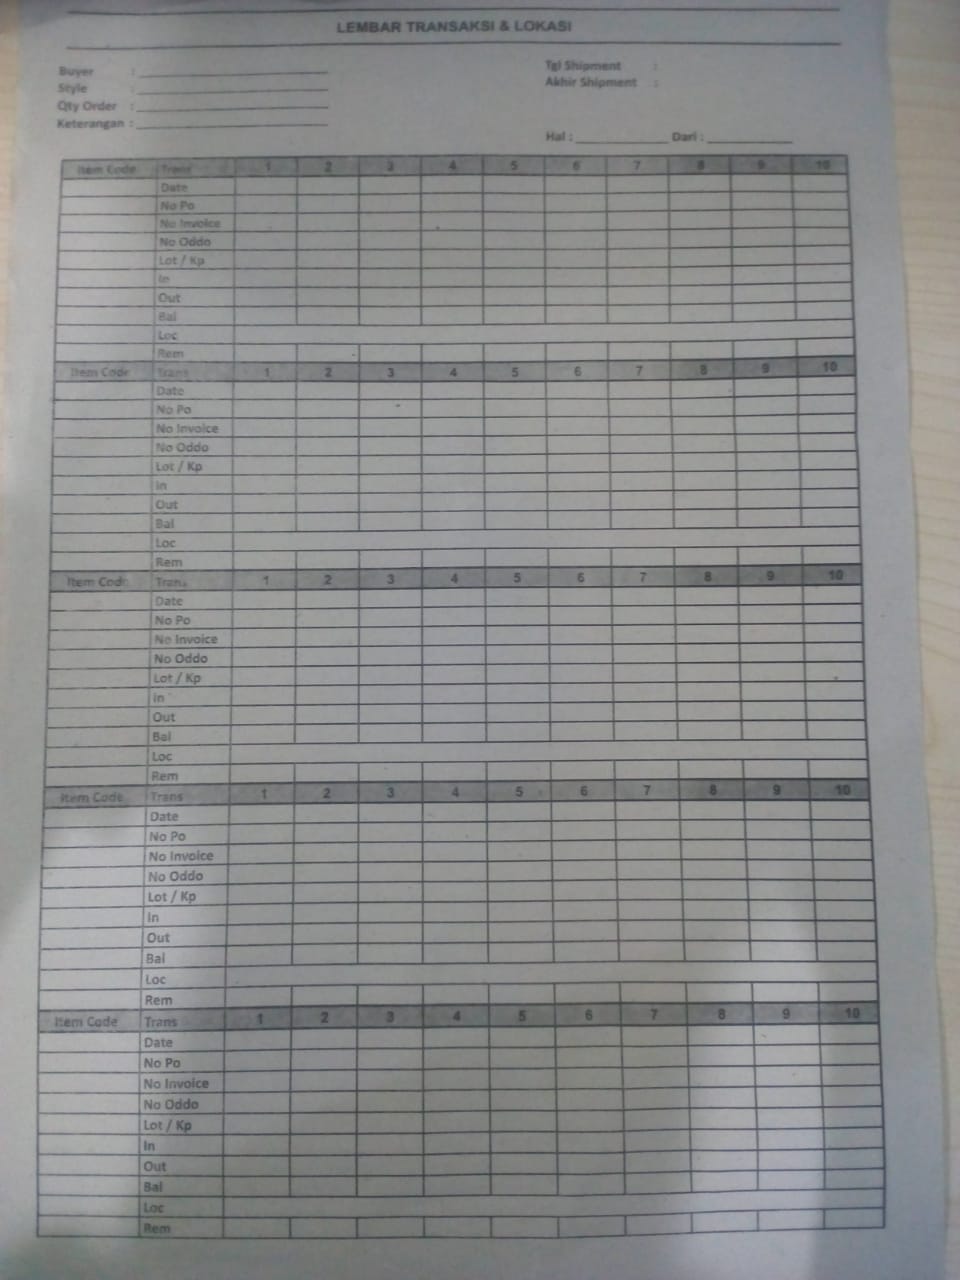 LEMBAR TRANSAKSI & LOKASI
Buyer : Tgl Shipment :
Style : Akhir Shipment :
Qty Order :
Keterangan :
Hal : Dari :
Item Code Trans 1 2 3 4 5 6 7 8 9 10
Date
No Po
No Invoice
No Oddo
Lot / Kp
In
Out
Bal
Loc
Rem
Item Code Trans 1 2 3 4 5 6 7 8 9 10
Date
No Po
No Invoice
No Oddo
Lot / Kp
In
Out
Bal
Loc
Rem
Item Code Trans 1 2 3 4 5 6 7 8 9 10
Date
No Po
No Invoice
No Oddo
Lot / Kp
In
Out
Bal
Loc
Rem
Item Code Trans 1 2 3 4 5 6 7 8 9 10
Date
No Po
No Invoice
No Oddo
Lot / Kp
In
Out
Bal
Loc
Rem
Item Code Trans 1 2 3 4 5 6 7 8 9 10
Date
No Po
No Invoice
No Oddo
Lot / Kp
In
Out
Bal
Loc
Rem